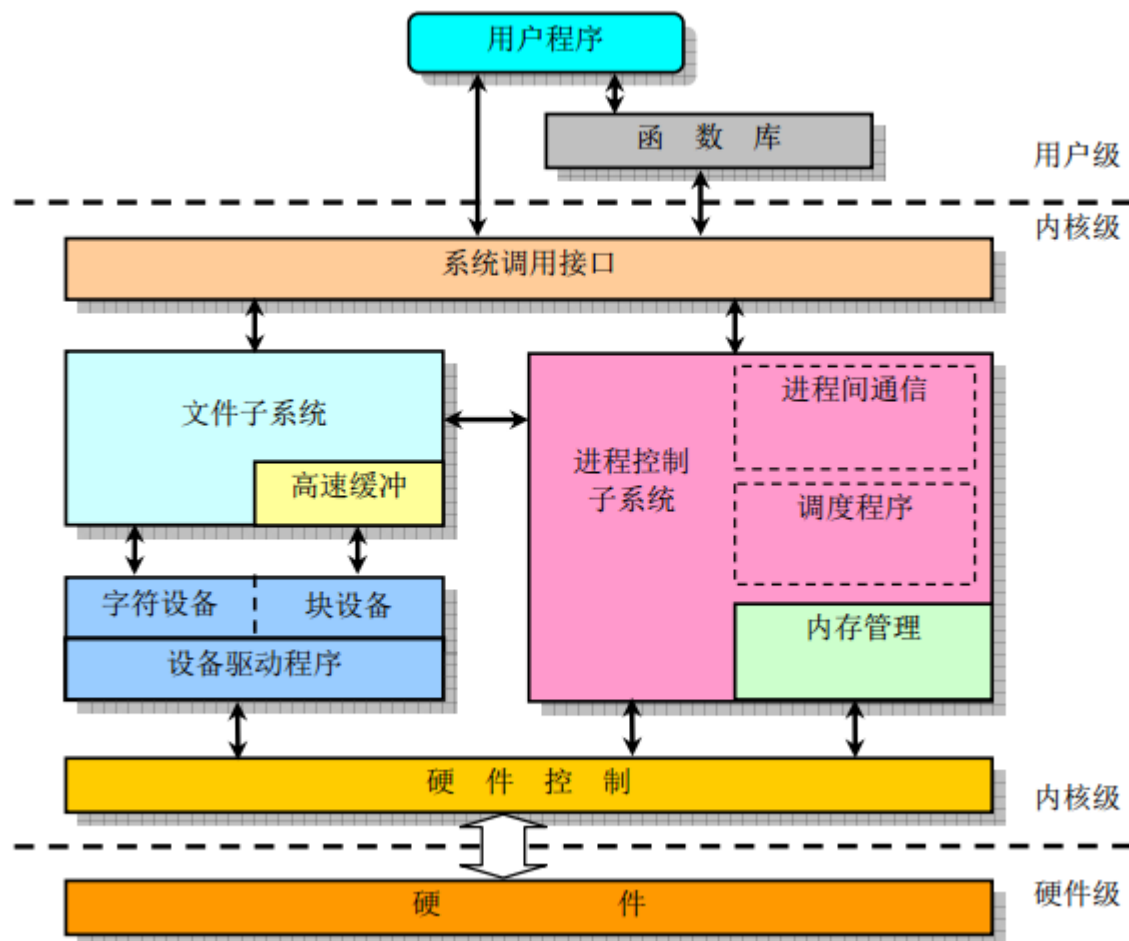 用户程序
函 数 库
用户级
内核级
系统调用接口
文件子系统
高速缓冲
进程控制
子系统
进程间通信
调度程序
内存管理
字符设备
块设备
设备驱动程序
硬 件 控 制
内核级
硬 件
硬件级